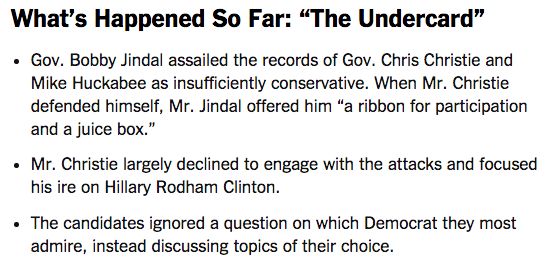 What’s Happened So Far: “The Undercard”
• Gov. Bobby Jindal assailed the records of Gov. Chris Christie and
Mike Huckabee as insufficiently conservative. When Mr. Christie
defended himself, Mr. Jindal offered him “a ribbon for participation
and a juice box.”
• Mr. Christie largely declined to engage with the attacks and focused
his ire on Hillary Rodham Clinton.
• The candidates ignored a question on which Democrat they most
admire, instead discussing topics of their choice.